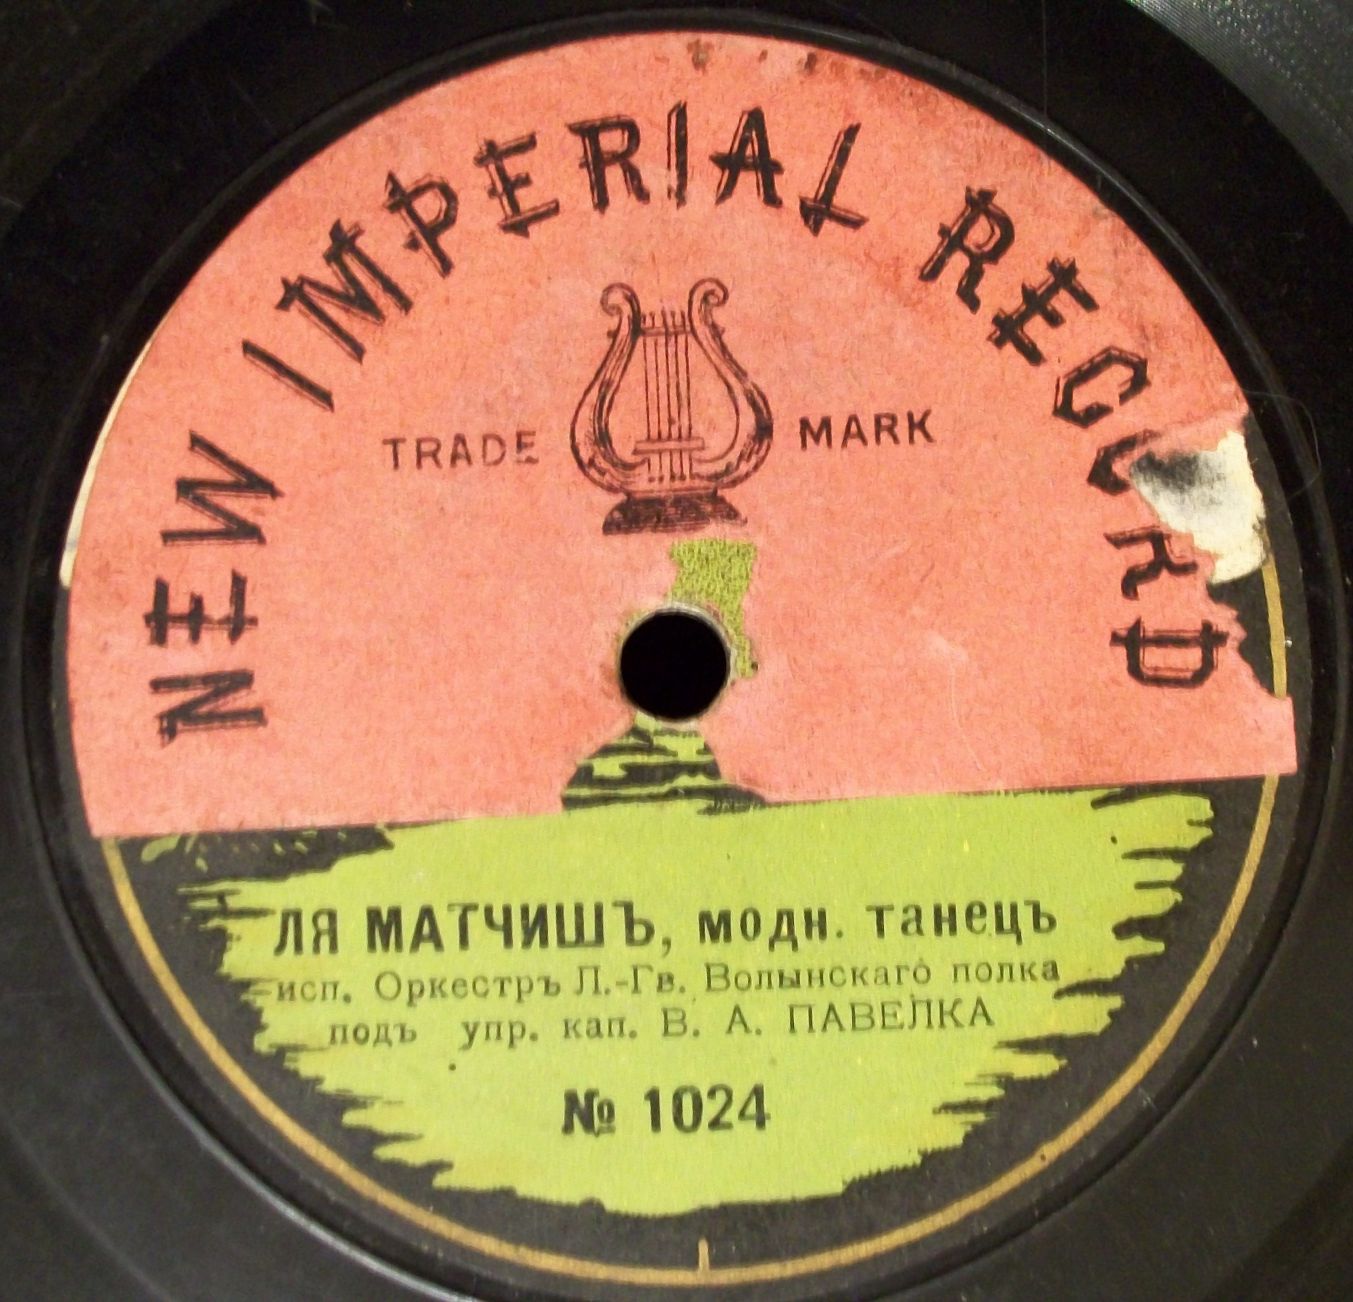 NEW IMPERIAL RECORD
TRADE MARK
ЛЯ МАТЧИШЪ, модн. танецъ
исп. Оркестръ Л.-Гв. Волынскаго полка
подъ упр. кап. В. А. ПАВЕЛКА
№ 1024